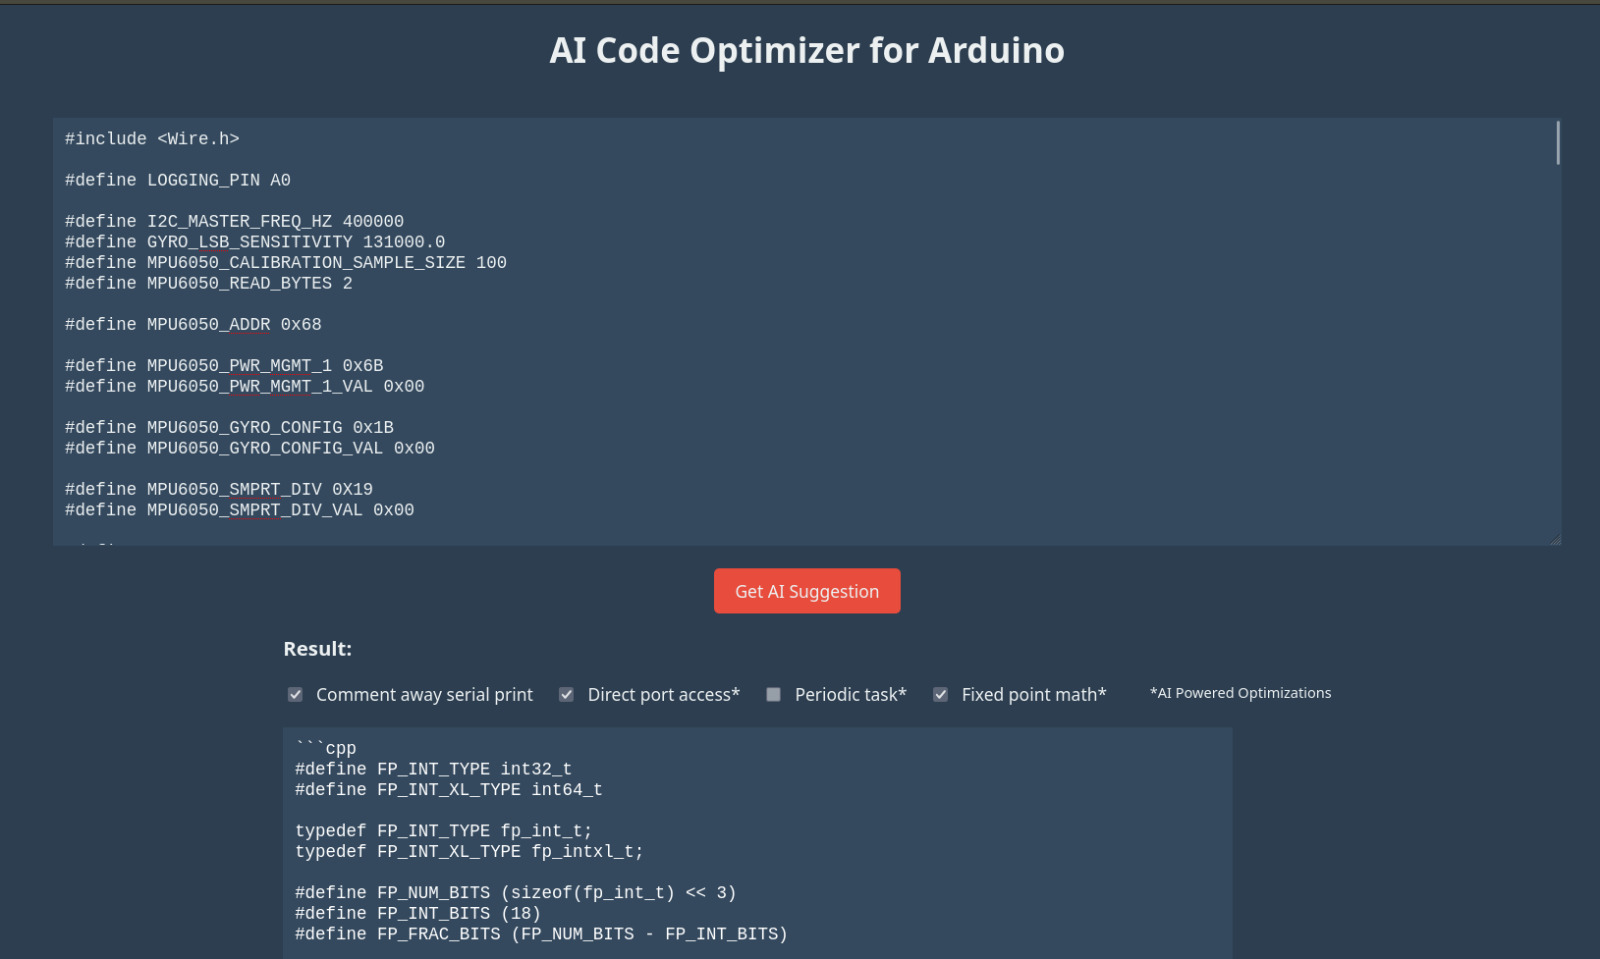 AI Code Optimizer for Arduino
#include <Wire.h>
#define LOGGING_PIN A0
#define I2C_MASTER_FREQ_HZ 400000
#define GYRO_LSB_SENSITIVITY 131000.0
#define MPU6050_CALIBRATION_SAMPLE_SIZE 100
#define MPU6050_READ_BYTES 2
#define MPU6050_ADDR 0x68
#define MPU6050_PWR_MGMT_1 0x6B
#define MPU6050_PWR_MGMT_1_VAL 0x00
#define MPU6050_GYRO_CONFIG 0x1B
#define MPU6050_GYRO_CONFIG_VAL 0x00
#define MPU6050_SMPRT_DIV 0X19
#define MPU6050_SMPRT_DIV_VAL 0x00
Get AI Suggestion
Result:
Comment away serial print Direct port access* Periodic task* Fixed point math* *AI Powered Optimizations
```cpp
#define FP_INT_TYPE int32_t
#define FP_INT_XL_TYPE int64_t
typedef FP_INT_TYPE fp_int_t;
typedef FP_INT_XL_TYPE fp_intxl_t;
#define FP_NUM_BITS (sizeof(fp_int_t) << 3)
#define FP_INT_BITS (18)
#define FP_FRAC_BITS (FP_NUM_BITS - FP_INT_BITS)